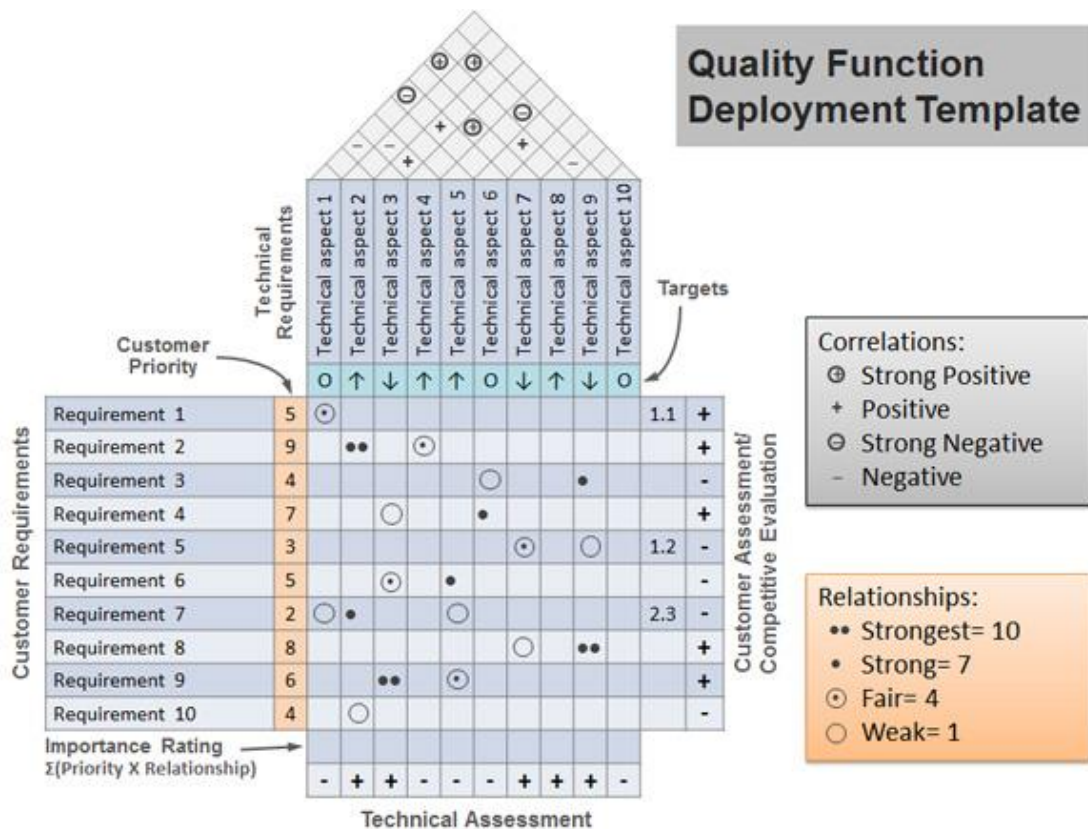 Quality Function
Deployment Template
Technical
Requirements
Technical aspect 1
Technical aspect 2
Technical aspect 3
Technical aspect 4
Technical aspect 5
Technical aspect 6
Technical aspect 7
Technical aspect 8
Technical aspect 9
Technical aspect 10
Targets
Customer
Priority
O ↑ ↓ ↑ ↑ O ↓ ↑ ↓ O
Customer Requirements
Requirement 1 5 1.1 +
Requirement 2 9 +
Requirement 3 4 -
Requirement 4 7 +
Requirement 5 3 1.2 -
Requirement 6 5 -
Requirement 7 2 2.3 -
Requirement 8 8 +
Requirement 9 6 +
Requirement 10 4 -
Customer Assessment/
Competitive Evaluation
Importance Rating
Σ(Priority X Relationship)
- + + - - - + + + -
Technical Assessment
Correlations:
⊕ Strong Positive
+ Positive
⊖ Strong Negative
– Negative
Relationships:
•• Strongest= 10
• Strong= 7
⊙ Fair= 4
○ Weak= 1